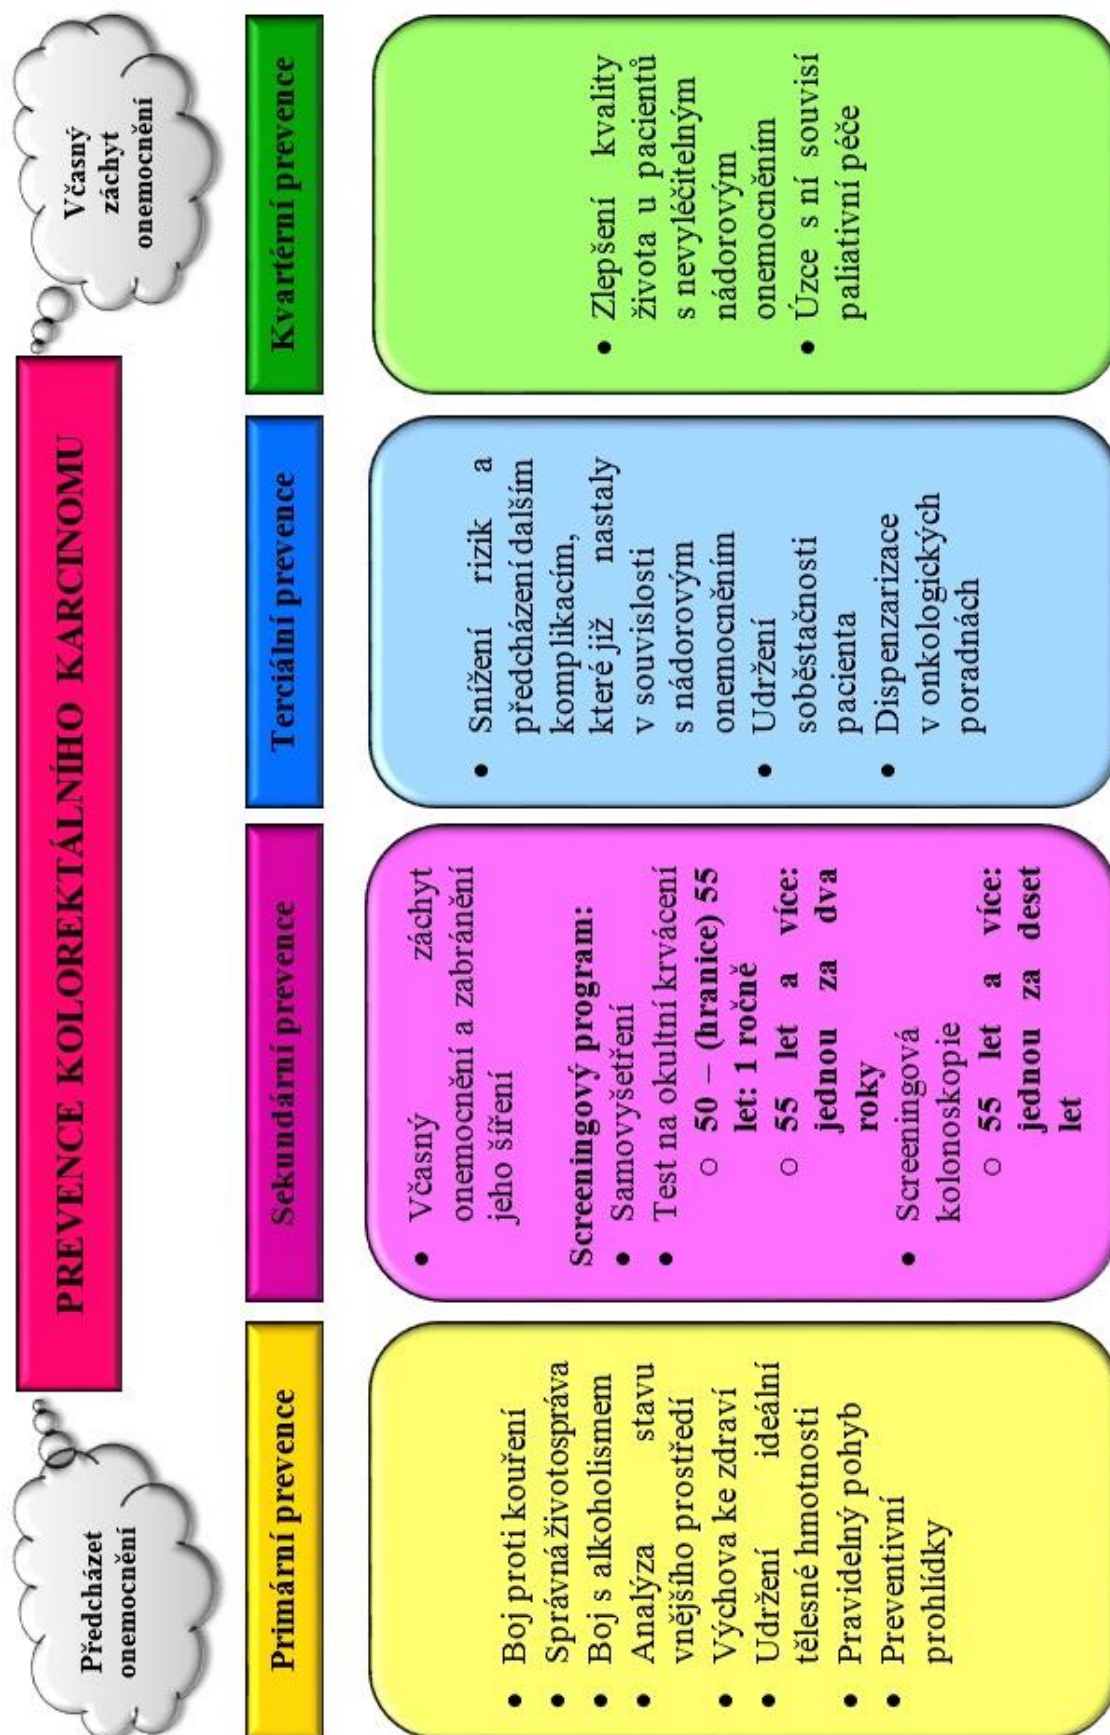 PREVENCE KOLOREKTÁLNÍHO KARCINOMU
Předcházet
onemocnění
Včasný
záchyt
onemocnění
Primární prevence
• Boj proti kouření
• Správná životospráva
• Boj s alkoholismem
• Analýza stavu
vnějšího prostředí
• Výchova ke zdraví
• Udržení ideální
tělesné hmotnosti
• Pravidelný pohyb
• Preventivní
prohlídky
Sekundární prevence
• Včasný záchyt
onemocnění a zabránění
jeho šíření
Screeningový program:
• Samovyšetření
• Test na okultní krvácení
○ 50 – (hranice) 55
let: 1 ročně
○ 55 let a více:
jednou za dva
roky
• Screeningová
kolonoskopie
○ 55 let a více:
jednou za deset
let
Terciální prevence
• Snížení rizik a
předcházení dalším
komplikacím,
které již nastaly
v souvislosti
s nádorovým
onemocněním
• Udržení
soběstačnosti
pacienta
• Dispenzarizace
v onkologických
poradnách
Kvartérní prevence
• Zlepšení kvality
života u pacientů
s nevyléčitelným
nádorovým
onemocněním
• Úzce s ní souvisí
paliativní péče